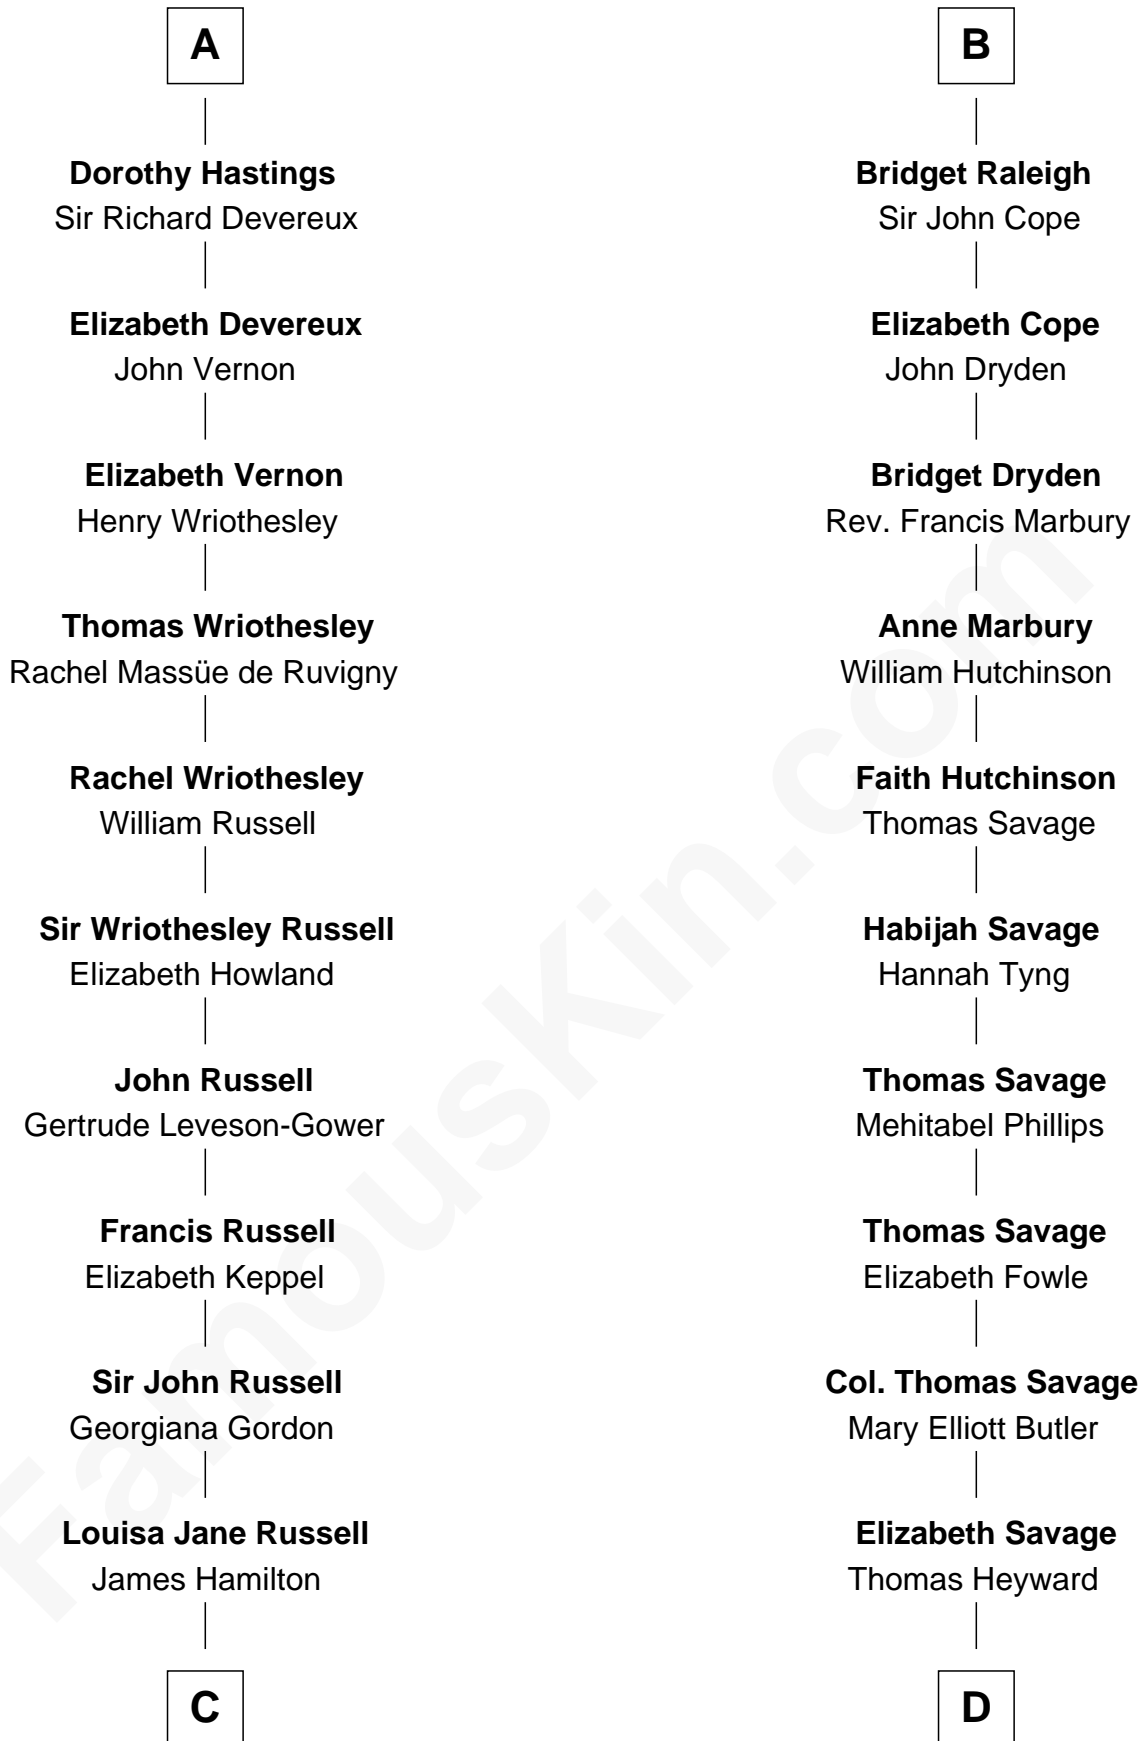 A
Dorothy Hastings
Sir Richard Devereux
Elizabeth Devereux
John Vernon
Elizabeth Vernon
Henry Wriothesley
Thomas Wriothesley
Rachel Massüe de Ruvigny
Rachel Wriothesley
William Russell
Sir Wriothesley Russell
Elizabeth Howland
John Russell
Gertrude Leveson-Gower
Francis Russell
Elizabeth Keppel
Sir John Russell
Georgiana Gordon
Louisa Jane Russell
James Hamilton
C
B
Bridget Raleigh
Sir John Cope
Elizabeth Cope
John Dryden
Bridget Dryden
Rev. Francis Marbury
Anne Marbury
William Hutchinson
Faith Hutchinson
Thomas Savage
Habijah Savage
Hannah Tyng
Thomas Savage
Mehitabel Phillips
Thomas Savage
Elizabeth Fowle
Col. Thomas Savage
Mary Elliott Butler
Elizabeth Savage
Thomas Heyward
D
FamousKin.com